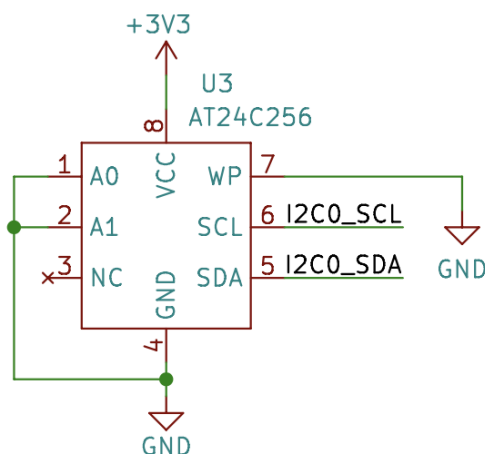 +3V3
U3
AT24C256
8
1 A0 VCC WP 7
2 A1 SCL 6 I2C0_SCL
3 NC GND SDA 5 I2C0_SDA
GND
4
GND